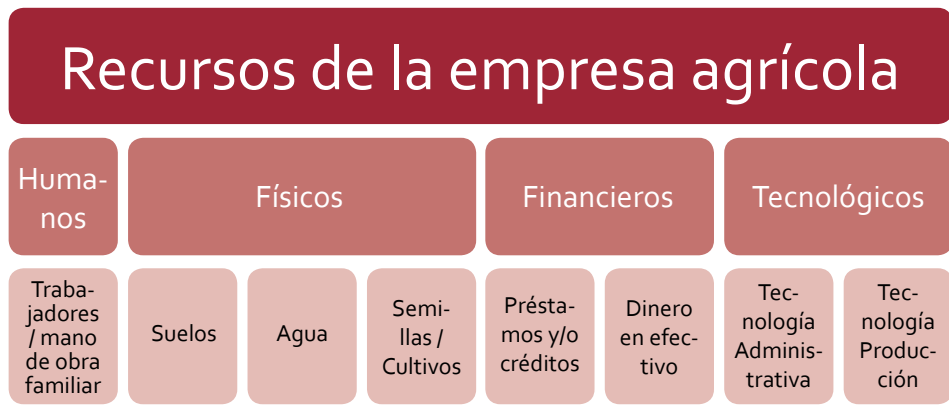 Recursos de la empresa agrícola
Huma-
nos
Físicos
Financieros
Tecnológicos
Traba-
jadores
/ mano
de obra
familiar
Suelos
Agua
Semi-
llas /
Cultivos
Présta-
mos y/o
créditos
Dinero
en efec-
tivo
Tec-
nología
Adminis-
trativa
Tec-
nología
Produc-
ción